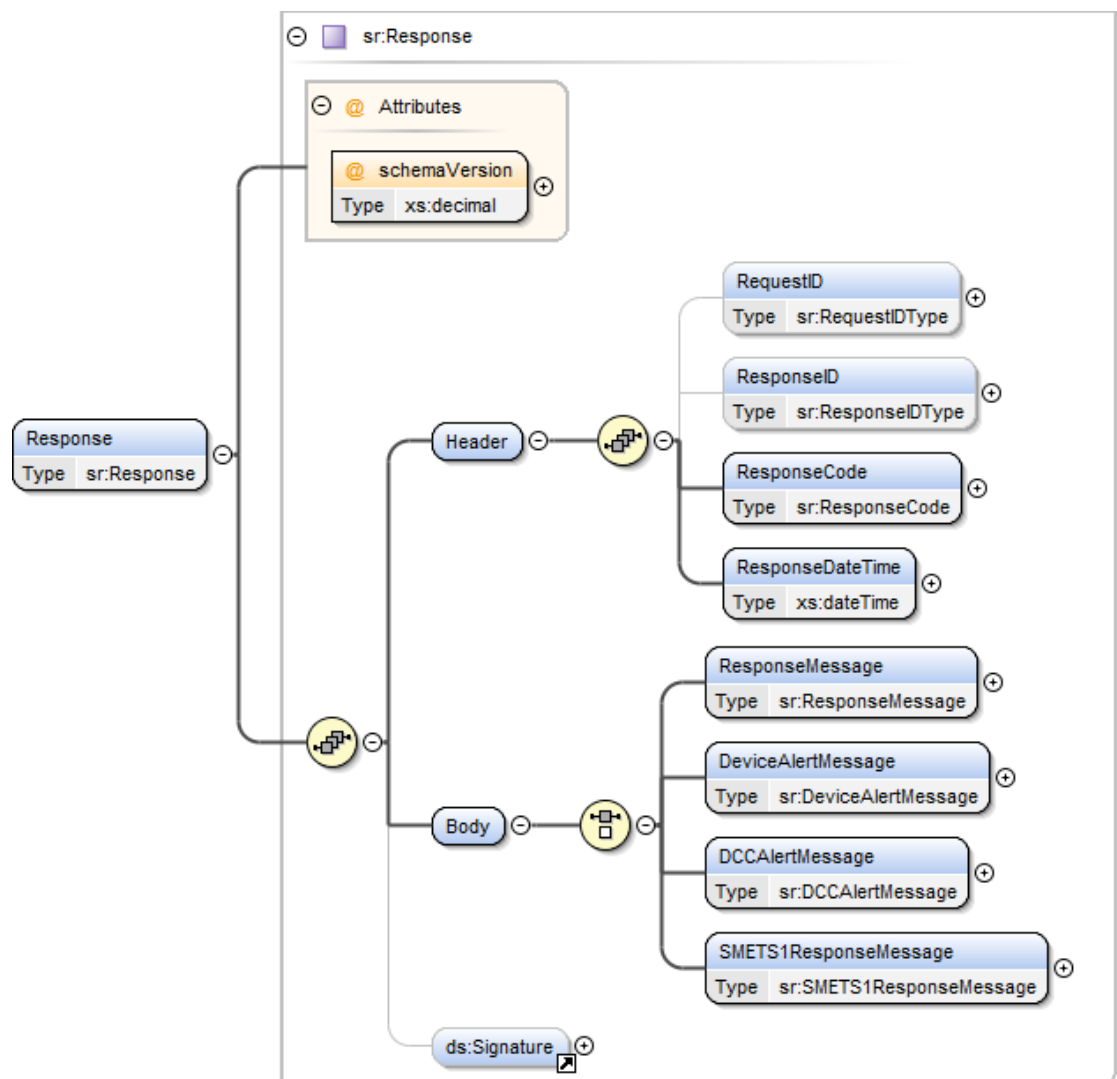 sr:Response
@ Attributes
@ schemaVersion
Type xs:decimal
RequestID
Type sr:RequestIDType
ResponseID
Type sr:ResponseIDType
Response
Type sr:Response
Header
ResponseCode
Type sr:ResponseCode
ResponseDateTime
Type xs:dateTime
ResponseMessage
Type sr:ResponseMessage
DeviceAlertMessage
Type sr:DeviceAlertMessage
Body
DCCAlertMessage
Type sr:DCCAlertMessage
SMETS1ResponseMessage
Type sr:SMETS1ResponseMessage
ds:Signature